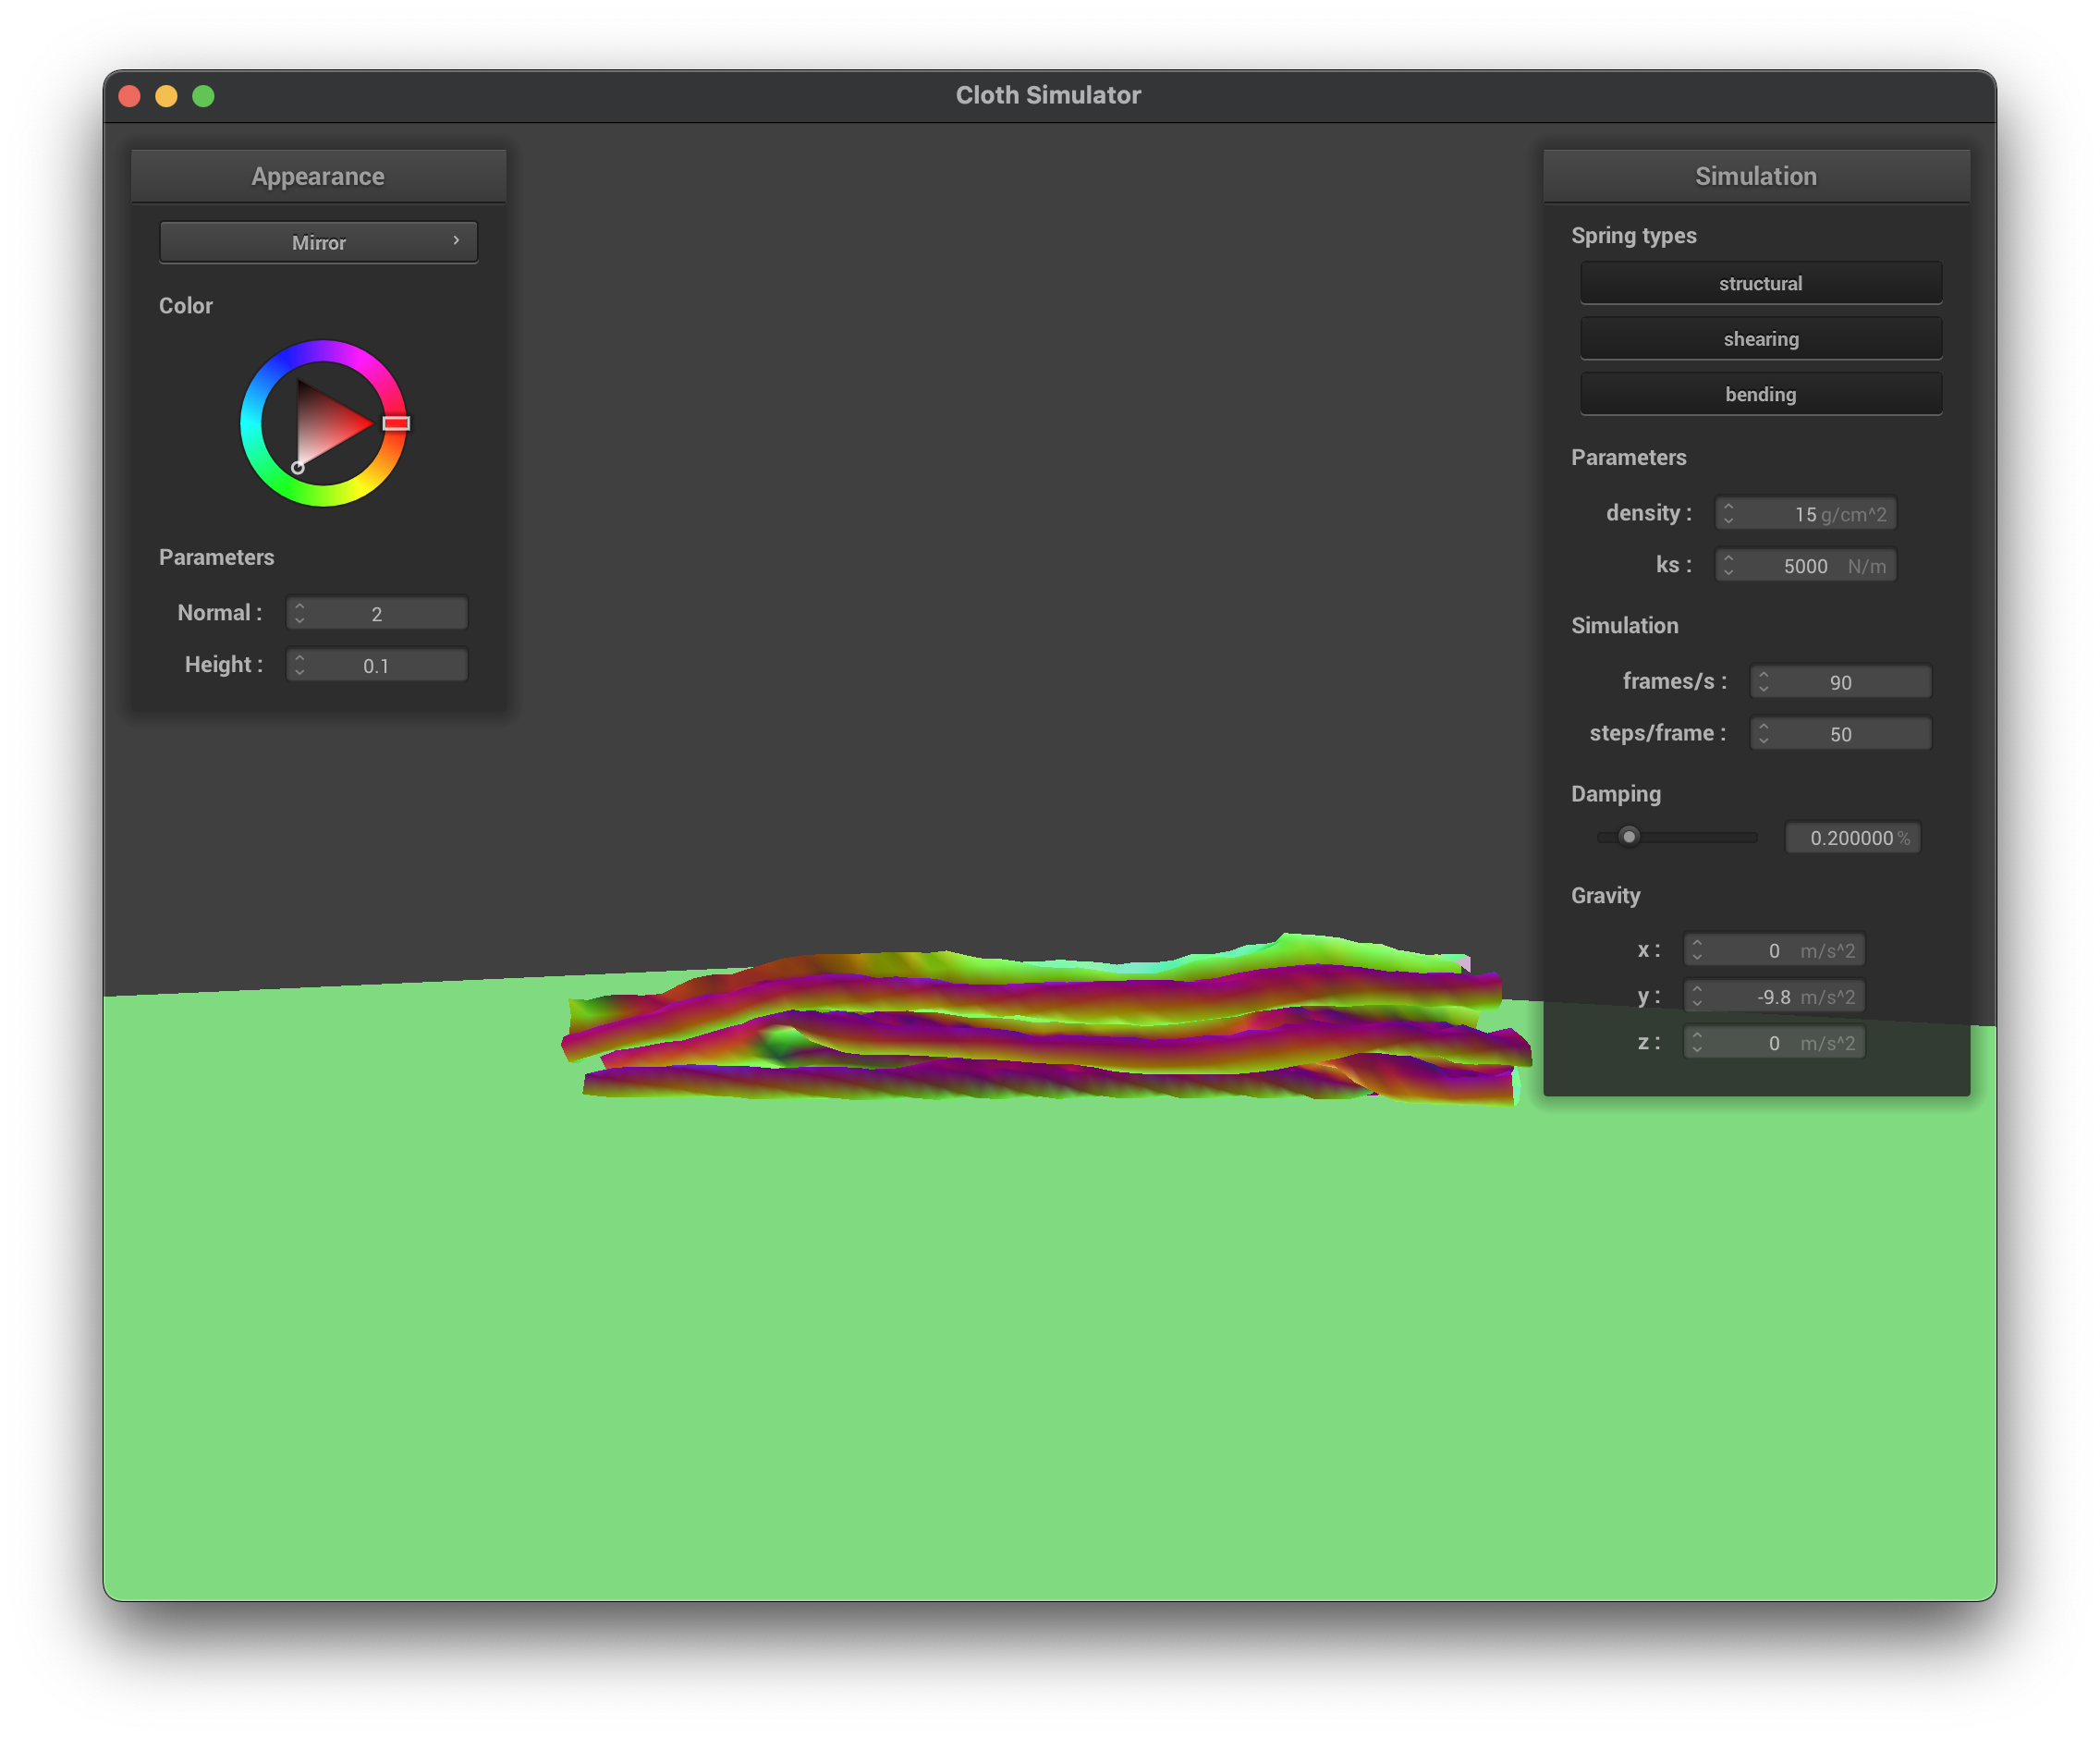 Cloth Simulator
Appearance
Mirror
Color
Parameters
Normal : 2
Height : 0.1
Simulation
Spring types
structural
shearing
bending
Parameters
density : 15 g/cm^2
ks : 5000 N/m
Simulation
frames/s : 90
steps/frame : 50
Damping
0.200000 %
Gravity
x : 0 m/s^2
y : -9.8 m/s^2
z : 0 m/s^2